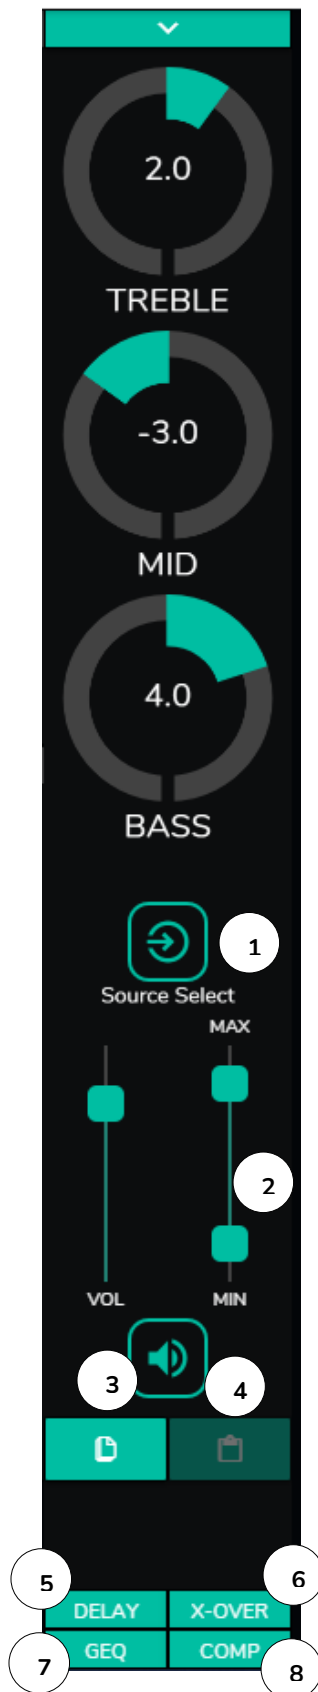 2.0
TREBLE
-3.0
MID
4.0
BASS
1
Source Select
MAX
2
VOL MIN
3
4
5
6
DELAY X-OVER
GEQ COMP
7
8